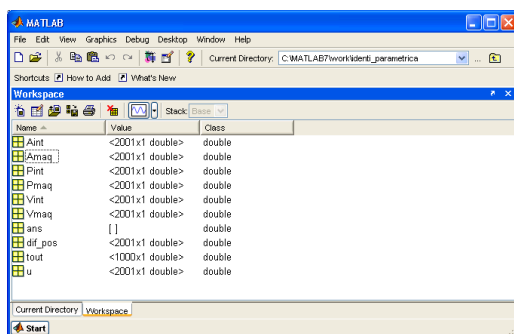 MATLAB
File Edit View Graphics Debug Desktop Window Help
Current Directory: C:\MATLAB7\work\identi_parametrica ...
Shortcuts How to Add What's New
Workspace
Stack: Base
Name Value Class
Aint <2001x1 double> double
Amaq <2001x1 double> double
Pint <2001x1 double> double
Pmaq <2001x1 double> double
Vint <2001x1 double> double
Vmaq <2001x1 double> double
ans [ ] double
dif_pos <2001x1 double> double
tout <1000x1 double> double
u <2001x1 double> double
Current Directory Workspace
Start